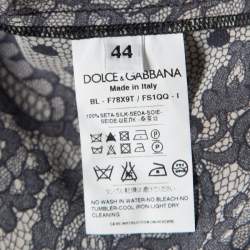 44
DOLCE & GABBANA
Made in Italy
BL - F78X9T / FS1QQ - I
100% SETA-SILK-SEDA-SOIE-
NO WASH IN WATER-NO BLEACH-NO
TUMBLER-COOL IRON LIGHT DRY
CLEANING